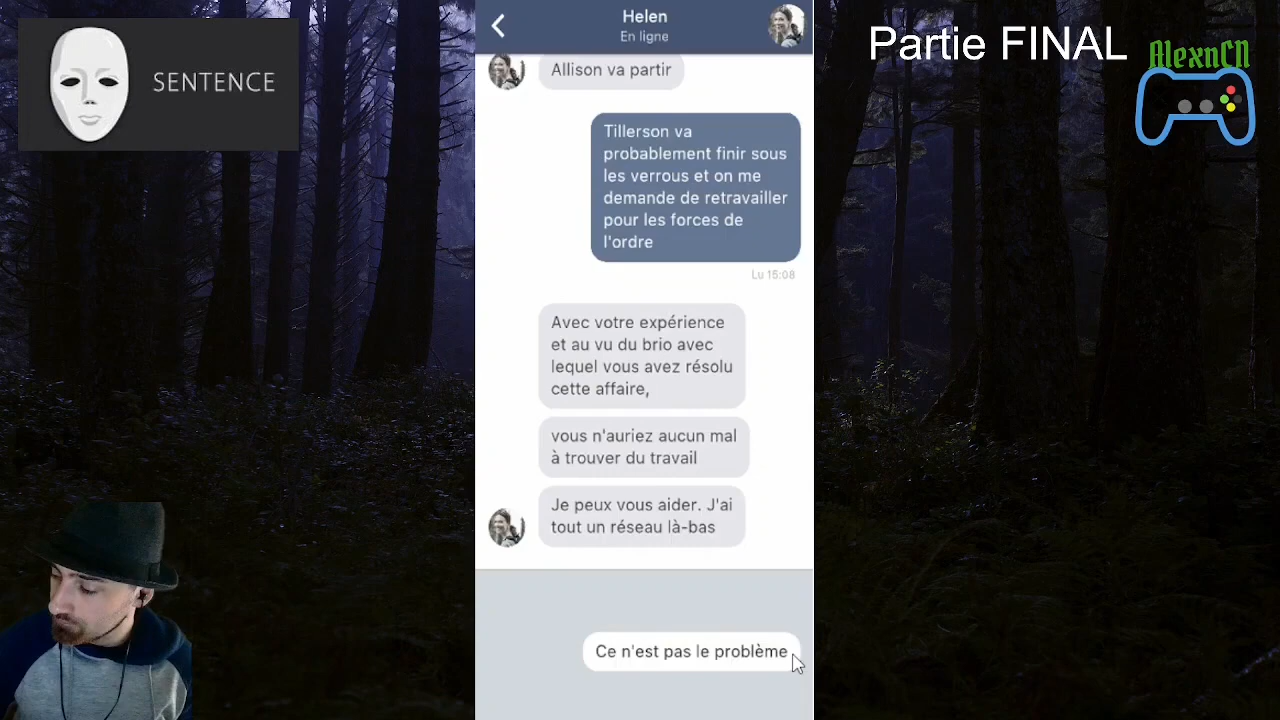 SENTENCE
Helen
En ligne
Partie FINAL
AlexnCN
Allison va partir
Tillerson va
probablement finir sous
les verrous et on me
demande de retravailler
pour les forces de
l'ordre
Lu 15:08
Avec votre expérience
et au vu du brio avec
lequel vous avez résolu
cette affaire,
vous n'auriez aucun mal
à trouver du travail
Je peux vous aider. J'ai
tout un réseau là-bas
Ce n'est pas le problème